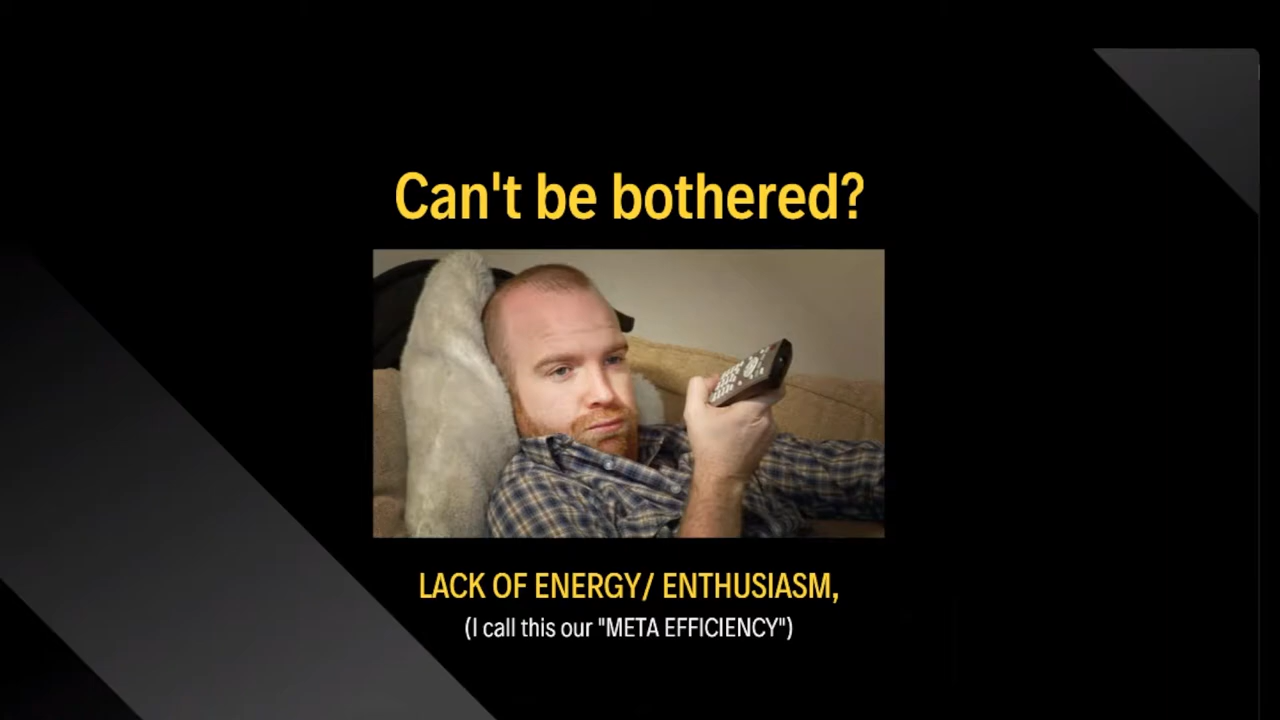 Can't be bothered?
LACK OF ENERGY/ ENTHUSIASM,
(I call this our "META EFFICIENCY")